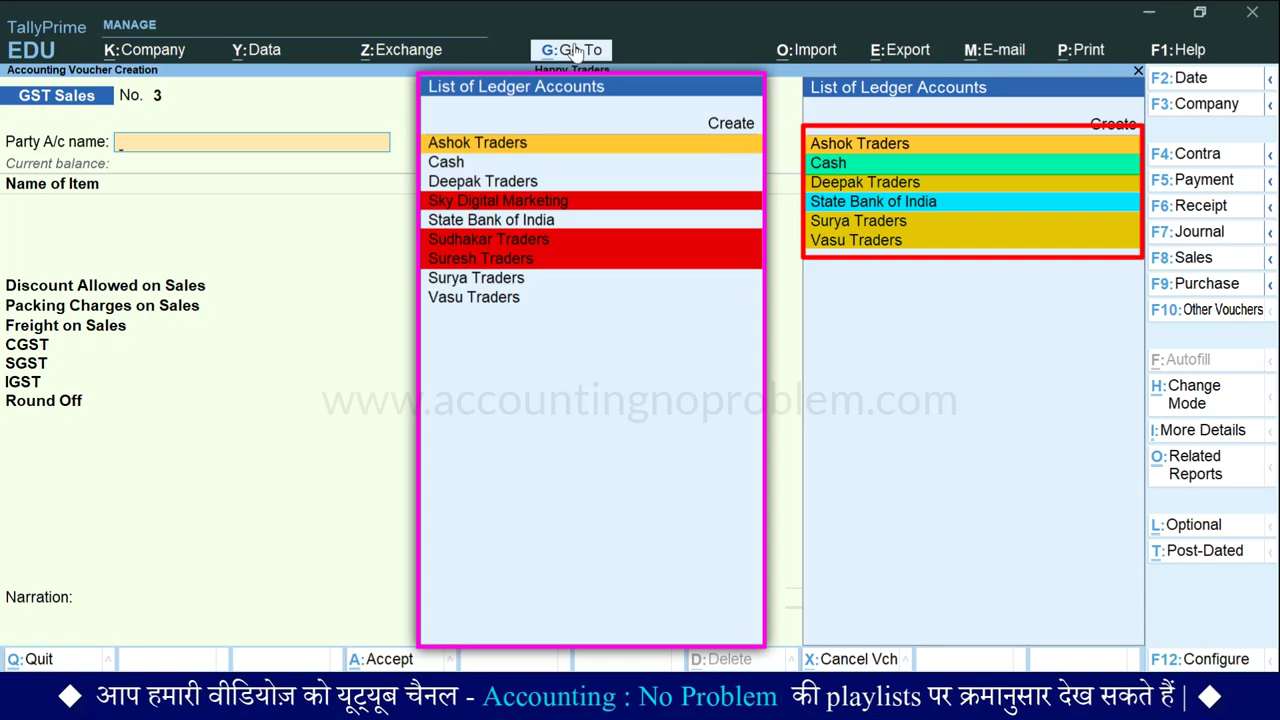 TallyPrime
EDU
MANAGE
K:Company
Y:Data
Z:Exchange
G: Go To
O:Import
E:Export
M:E-mail
P:Print
F1:Help
Accounting Voucher Creation
Happy Traders
GST Sales No. 3
Party A/c name:
Current balance:
Name of Item
Discount Allowed on Sales
Packing Charges on Sales
Freight on Sales
CGST
SGST
IGST
Round Off
Narration:
List of Ledger Accounts
Create
Ashok Traders
Cash
Deepak Traders
Sky Digital Marketing
State Bank of India
Sudhakar Traders
Suresh Traders
Surya Traders
Vasu Traders
List of Ledger Accounts
Create
Ashok Traders
Cash
Deepak Traders
State Bank of India
Surya Traders
Vasu Traders
F2:Date
F3:Company
F4:Contra
F5:Payment
F6:Receipt
F7:Journal
F8:Sales
F9:Purchase
F10:Other Vouchers
F:Autofill
H:Change
Mode
I:More Details
O:Related
Reports
L:Optional
T:Post-Dated
www.accountingnoproblem.com
Q:Quit
A:Accept
D:Delete
X:Cancel Vch
F12:Configure
आप हमारी वीडियोज़ को यूट्यूब चैनल - Accounting : No Problem की playlists पर क्रमानुसार देख सकते हैं |